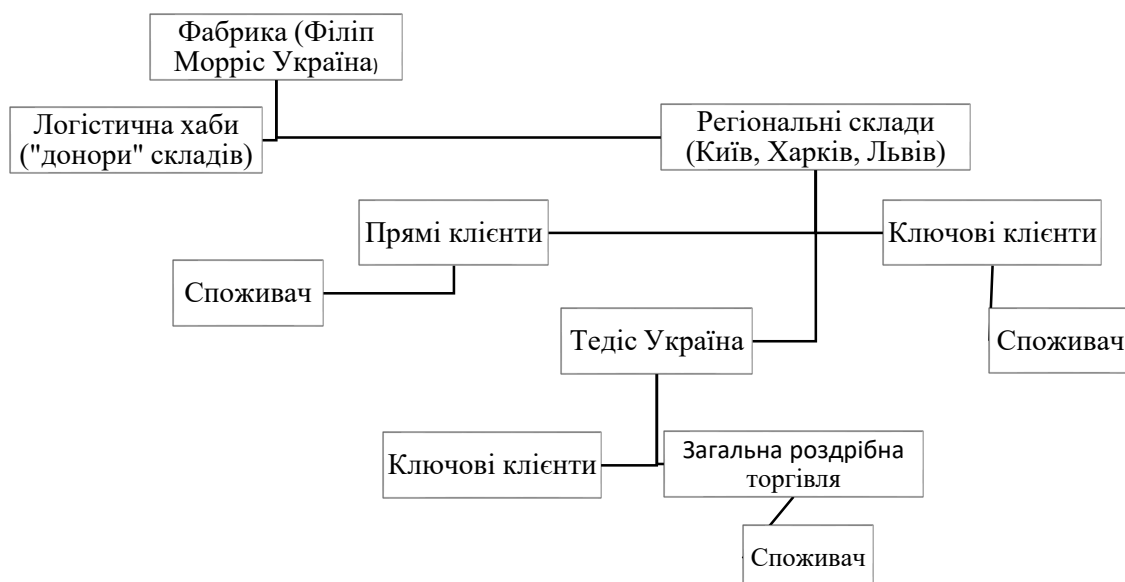 Фабрика (Філіп
Морріс Україна)
Логістична хаби
("донори" складів)
Регіональні склади
(Київ, Харків, Львів)
Прямі клієнти
Ключові клієнти
Споживач
Тедіс Україна
Споживач
Ключові клієнти
Загальна роздрібна
торгівля
Споживач